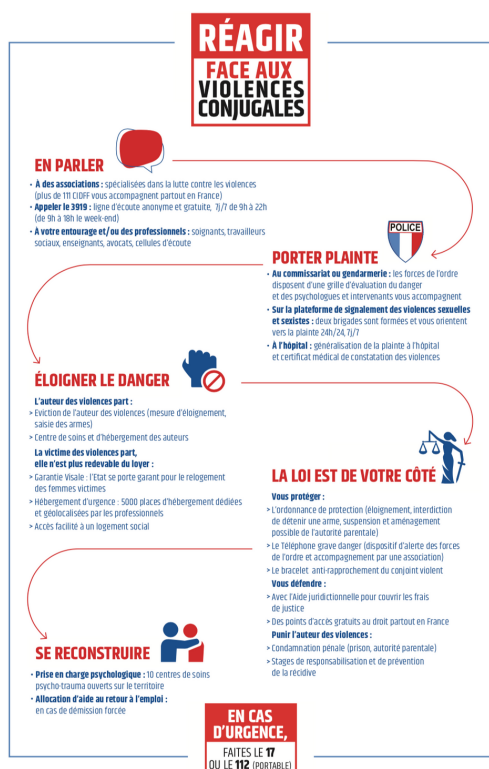 RÉAGIR
FACE AUX
VIOLENCES
CONJUGALES
EN PARLER
• À des associations : spécialisées dans la lutte contre les violences
(plus de 111 CIDFF vous accompagnent partout en France)
• Appeler le 3919 : ligne d'écoute anonyme et gratuite, 7j/7 de 9h à 22h
(de 9h à 18h le week-end)
• À votre entourage et/ou des professionnels : soignants, travailleurs
sociaux, enseignants, avocats, cellules d'écoute
POLICE
PORTER PLAINTE
• Au commissariat ou gendarmerie : les forces de l'ordre
disposent d'une grille d'évaluation du danger
et des psychologues et intervenants vous accompagnent
• Sur la plateforme de signalement des violences sexuelles
et sexistes : deux brigades sont formées et vous orientent
vers la plainte 24h/24, 7j/7
• À l'hôpital : généralisation de la plainte à l'hôpital
et certificat médical de constatation des violences
ÉLOIGNER LE DANGER
L'auteur des violences part :
> Eviction de l'auteur des violences (mesure d'éloignement,
saisie des armes)
> Centre de soins et d'hébergement des auteurs
La victime des violences part,
elle n'est plus redevable du loyer :
> Garantie Visale : l'Etat se porte garant pour le relogement
des femmes victimes
> Hébergement d'urgence : 5000 places d'hébergement dédiées
et géolocalisées par les professionnels
> Accès facilité à un logement social
LA LOI EST DE VOTRE CÔTÉ
Vous protéger :
> L'ordonnance de protection (éloignement, interdiction
de détenir une arme, suspension et aménagement
possible de l'autorité parentale)
> Le Téléphone grave danger (dispositif d'alerte des forces
de l'ordre et accompagnement par une association)
> Le bracelet anti-rapprochement du conjoint violent
Vous défendre :
> Avec l'Aide juridictionnelle pour couvrir les frais
de justice
> Des points d'accès gratuits au droit partout en France
Punir l'auteur des violences :
> Condamnation pénale (prison, autorité parentale)
> Stages de responsabilisation et de prévention
de la récidive
SE RECONSTRUIRE
• Prise en charge psychologique : 10 centres de soins
psycho-trauma ouverts sur le territoire
• Allocation d'aide au retour à l'emploi :
en cas de démission forcée
EN CAS
D'URGENCE,
FAITES LE 17
OU LE 112 (PORTABLE)